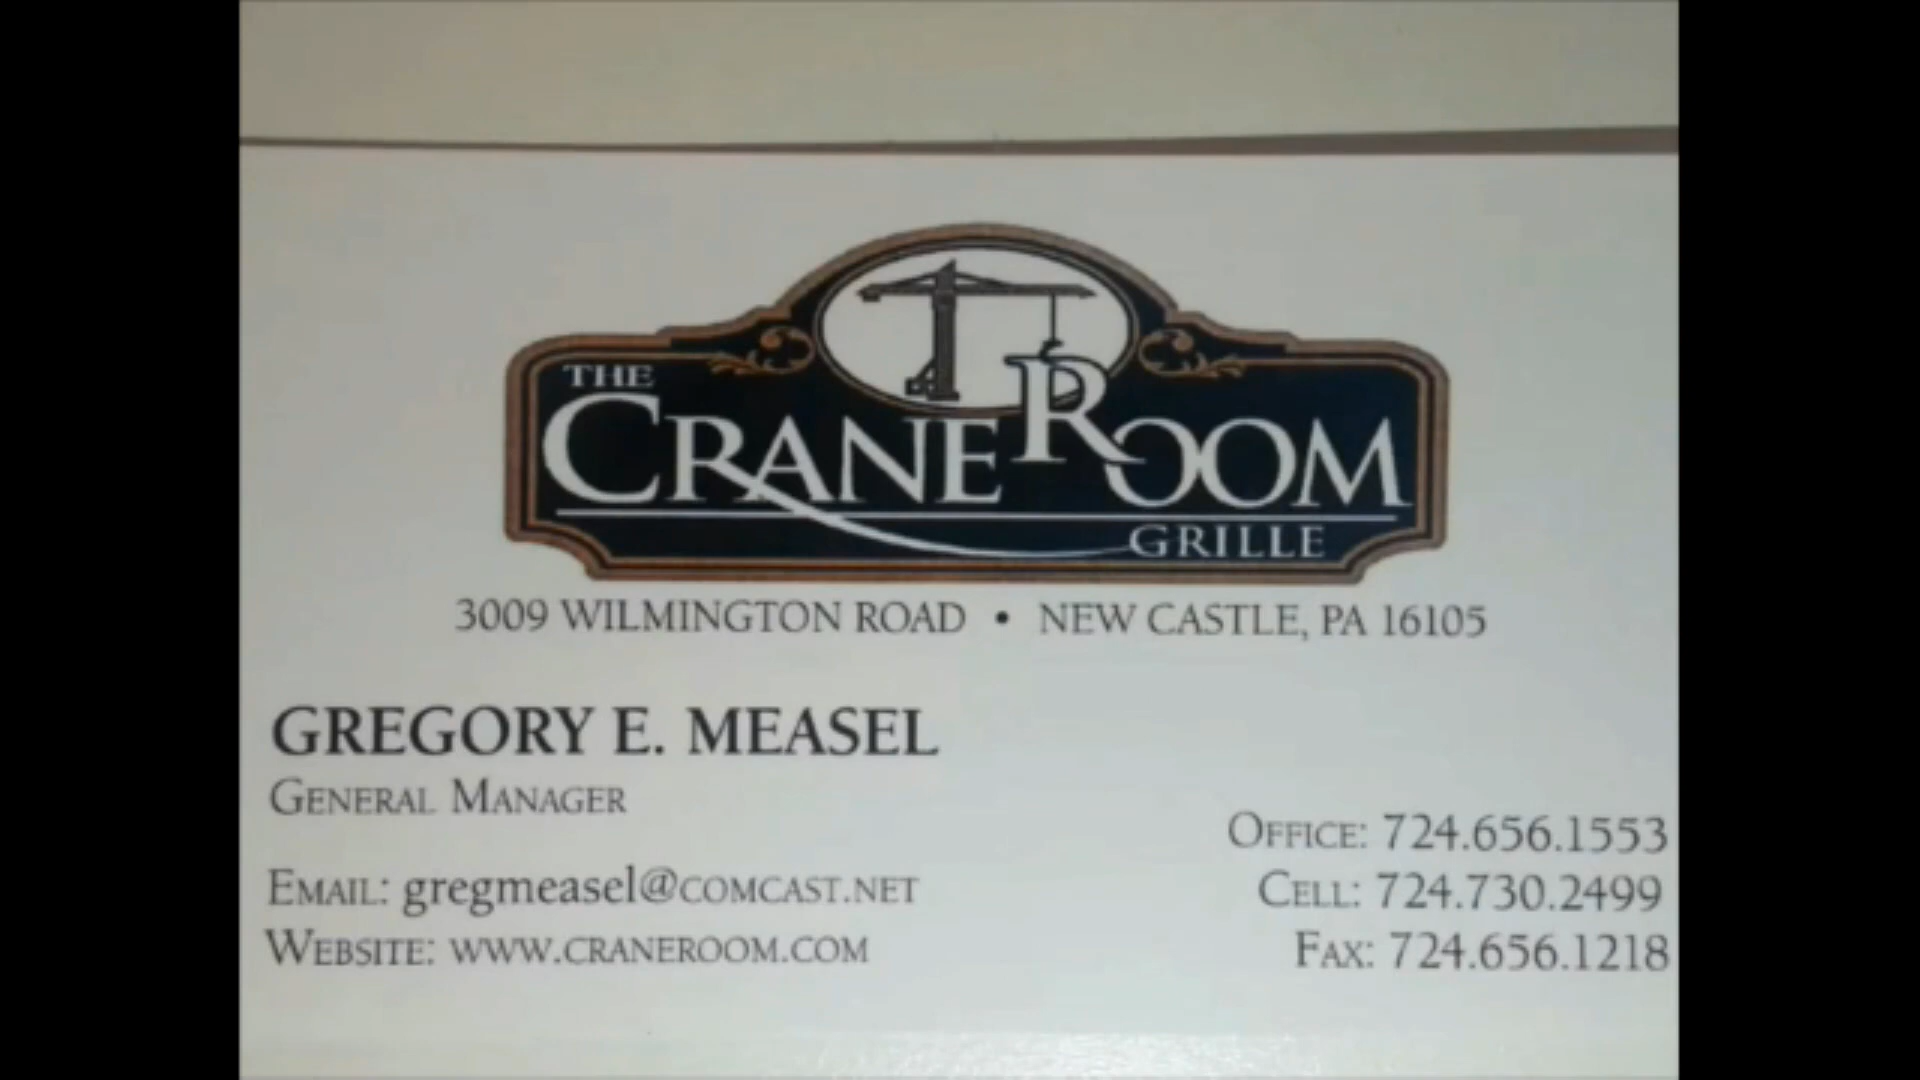 THE
CRANE ROOM
GRILLE
3009 WILMINGTON ROAD • NEW CASTLE, PA 16105
GREGORY E. MEASEL
GENERAL MANAGER
EMAIL: gregmeasel@COMCAST.NET
WEBSITE: WWW.CRANEROOM.COM
OFFICE: 724.656.1553
CELL: 724.730.2499
FAX: 724.656.1218